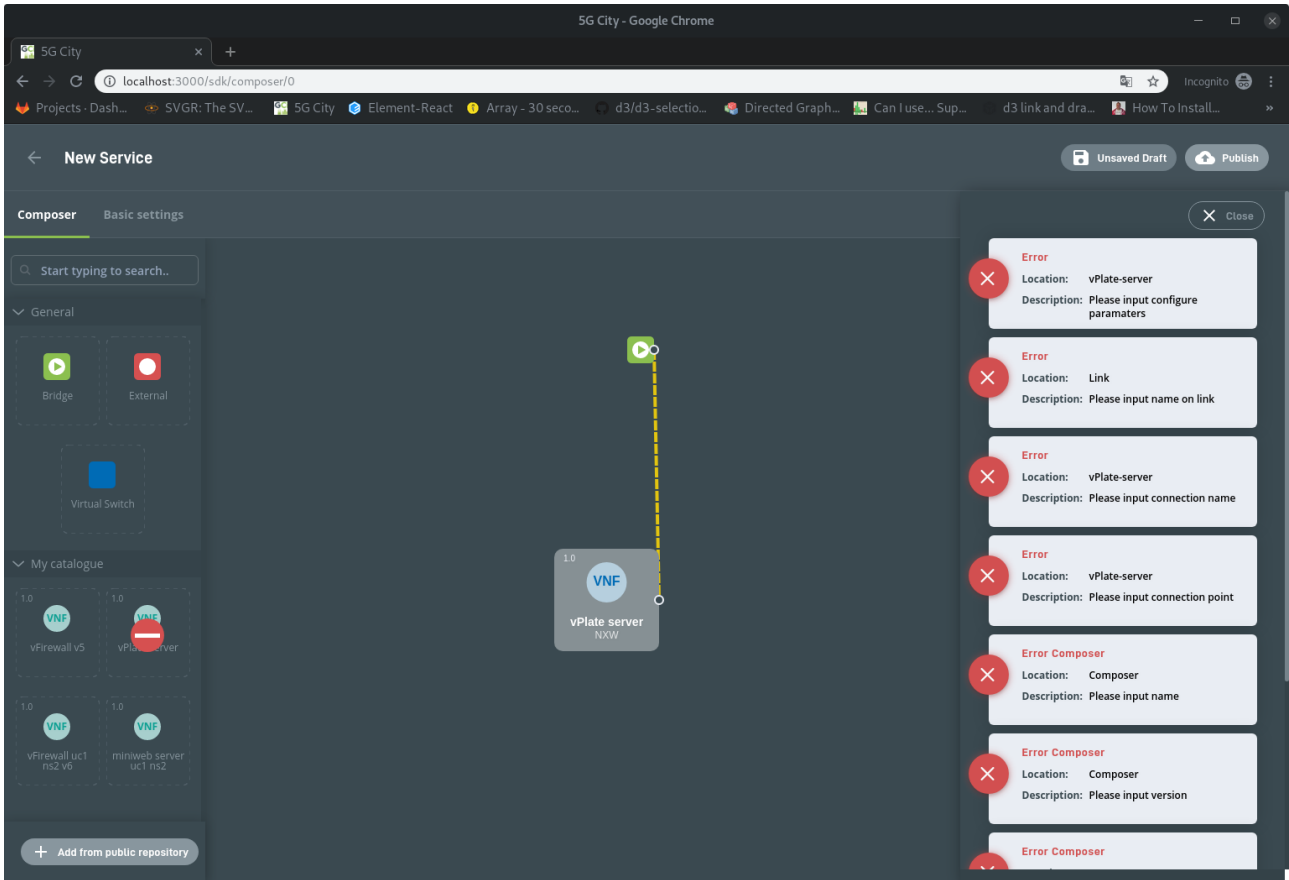 5G City - Google Chrome
5G City
localhost:3000/sdk/composer/0
Incognito
Projects · Dash...
SVGR: The SV...
5G City
Element-React
Array - 30 seco...
d3/d3-selectio...
Directed Graph...
Can I use... Sup...
d3 link and dra...
How To Install...
New Service
Unsaved Draft
Publish
Composer
Basic settings
Close
Start typing to search..
General
Bridge
External
Virtual Switch
My catalogue
1.0
VNF
vFirewall v5
1.0
VNF
1.0
VNF
vFirewall uc1
ns2 v6
1.0
VNF
miniweb server
uc1 ns2
Add from public repository
1.0
VNF
vPlate server
NXW
Error
Location: vPlate-server
Description: Please input configure
paramaters
Error
Location: Link
Description: Please input name on link
Error
Location: vPlate-server
Description: Please input connection name
Error
Location: vPlate-server
Description: Please input connection point
Error Composer
Location: Composer
Description: Please input name
Error Composer
Location: Composer
Description: Please input version
Error Composer